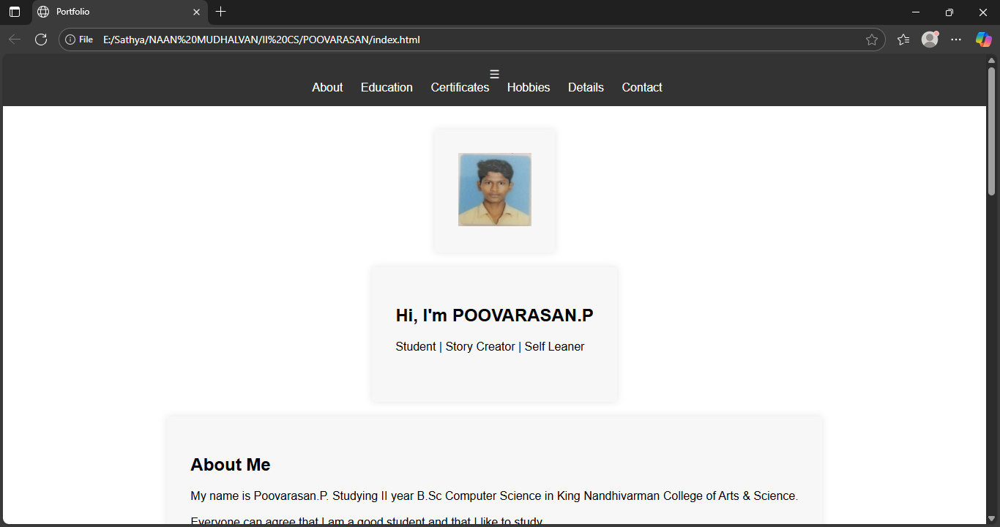 Portfolio
File E:/Sathya/NAAN%20MUDHALVAN/II%20CS/POOVARASAN/index.html
About Education Certificates Hobbies Details Contact
Hi, I'm POOVARASAN.P
Student | Story Creator | Self Leaner
About Me
My name is Poovarasan.P. Studying II year B.Sc Computer Science in King Nandhivarman College of Arts & Science.
Everyone can agree that I am a good student and that I like to study